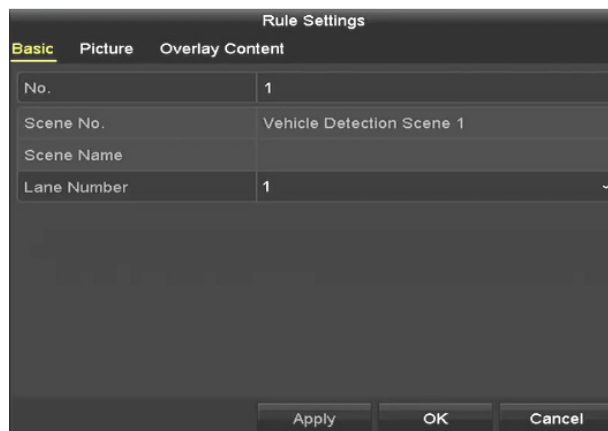 Rule Settings
Basic Picture Overlay Content
No. 1
Scene No. Vehicle Detection Scene 1
Scene Name
Lane Number 1
Apply OK Cancel